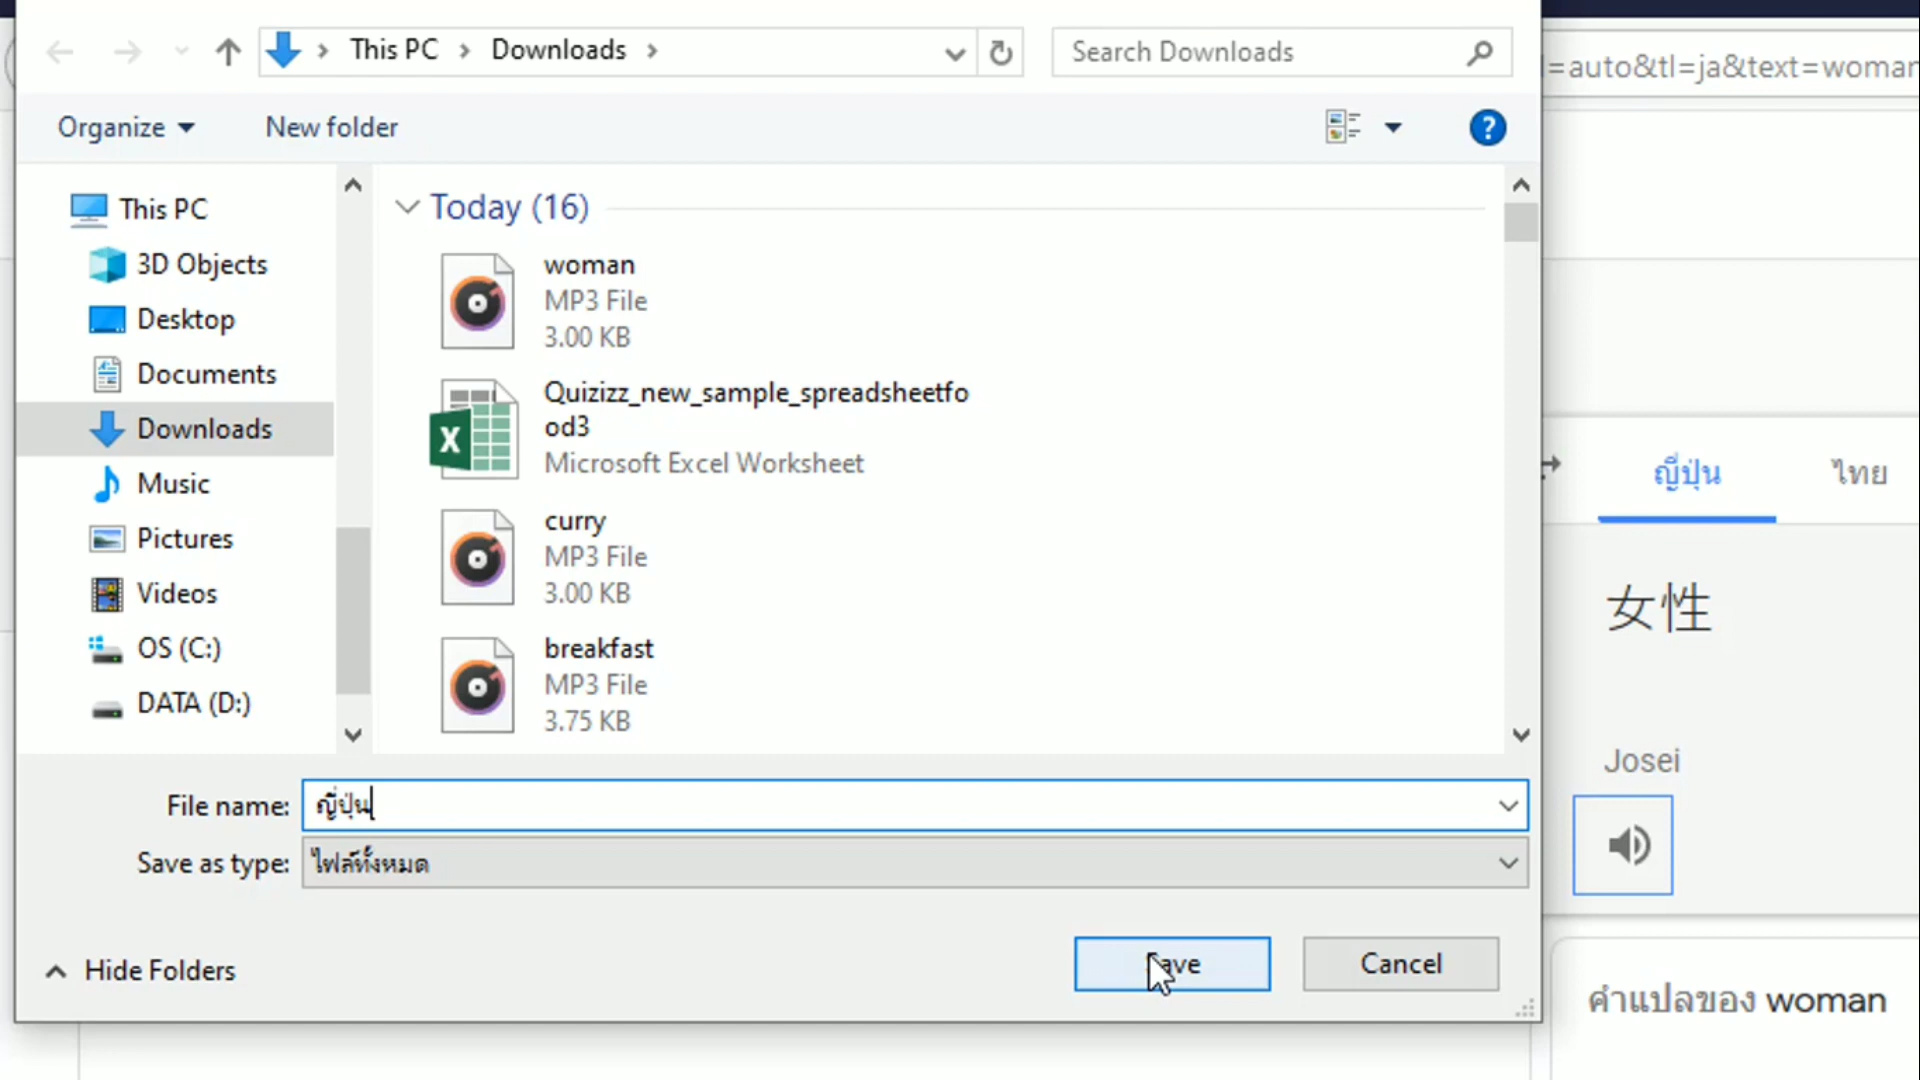 This PC
Downloads
Search Downloads
l=auto&tl=ja&text=woman
Organize
New folder
This PC
3D Objects
Desktop
Documents
Downloads
Music
Pictures
Videos
OS (C:)
DATA (D:)
Today (16)
woman
MP3 File
3.00 KB
Quizizz_new_sample_spreadsheetfo
od3
Microsoft Excel Worksheet
curry
MP3 File
3.00 KB
breakfast
MP3 File
3.75 KB
File name: ญี่ปุ่น
Save as type: ไฟล์ทั้งหมด
Hide Folders
Save
Cancel
ญี่ปุ่น
ไทย
女性
Josei
คำแปลของ woman